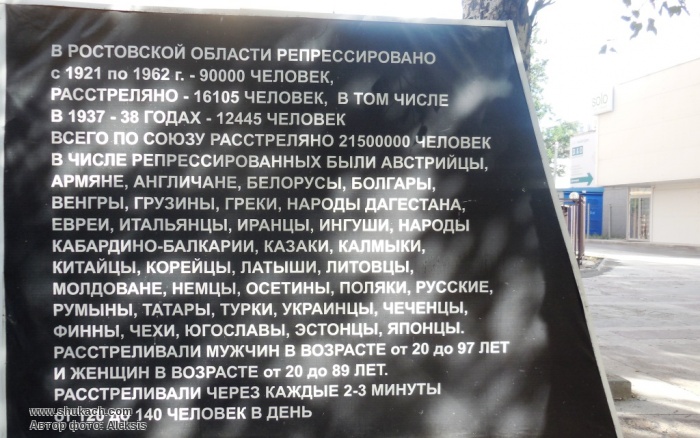 В РОСТОВСКОЙ ОБЛАСТИ РЕПРЕССИРОВАНО
с 1921 по 1962 г. - 90000 ЧЕЛОВЕК,
РАССТРЕЛЯНО - 16105 ЧЕЛОВЕК, В ТОМ ЧИСЛЕ
В 1937 - 38 ГОДАХ - 12445 ЧЕЛОВЕК
ВСЕГО ПО СОЮЗУ РАССТРЕЛЯНО 21500000 ЧЕЛОВЕК
В ЧИСЛЕ РЕПРЕССИРОВАННЫХ БЫЛИ АВСТРИЙЦЫ,
АРМЯНЕ, АНГЛИЧАНЕ, БЕЛОРУСЫ, БОЛГАРЫ,
ВЕНГРЫ, ГРУЗИНЫ, ГРЕКИ, НАРОДЫ ДАГЕСТАНА,
ЕВРЕИ, ИТАЛЬЯНЦЫ, ИРАНЦЫ, ИНГУШИ, НАРОДЫ
КАБАРДИНО-БАЛКАРИИ, КАЗАКИ, КАЛМЫКИ,
КИТАЙЦЫ, КОРЕЙЦЫ, ЛАТЫШИ, ЛИТОВЦЫ,
МОЛДОВАНЕ, НЕМЦЫ, ОСЕТИНЫ, ПОЛЯКИ, РУССКИЕ,
РУМЫНЫ, ТАТАРЫ, ТУРКИ, УКРАИНЦЫ, ЧЕЧЕНЦЫ,
ФИННЫ, ЧЕХИ, ЮГОСЛАВЫ, ЭСТОНЦЫ, ЯПОНЦЫ.
РАССТРЕЛИВАЛИ МУЖЧИН В ВОЗРАСТЕ от 20 до 97 ЛЕТ
И ЖЕНЩИН В ВОЗРАСТЕ от 20 до 89 ЛЕТ.
РАССТРЕЛИВАЛИ ЧЕРЕЗ КАЖДЫЕ 2-3 МИНУТЫ
от 120 ДО 140 ЧЕЛОВЕК В ДЕНЬ
www.shukach.com
Автор фото: Aleksis
solo